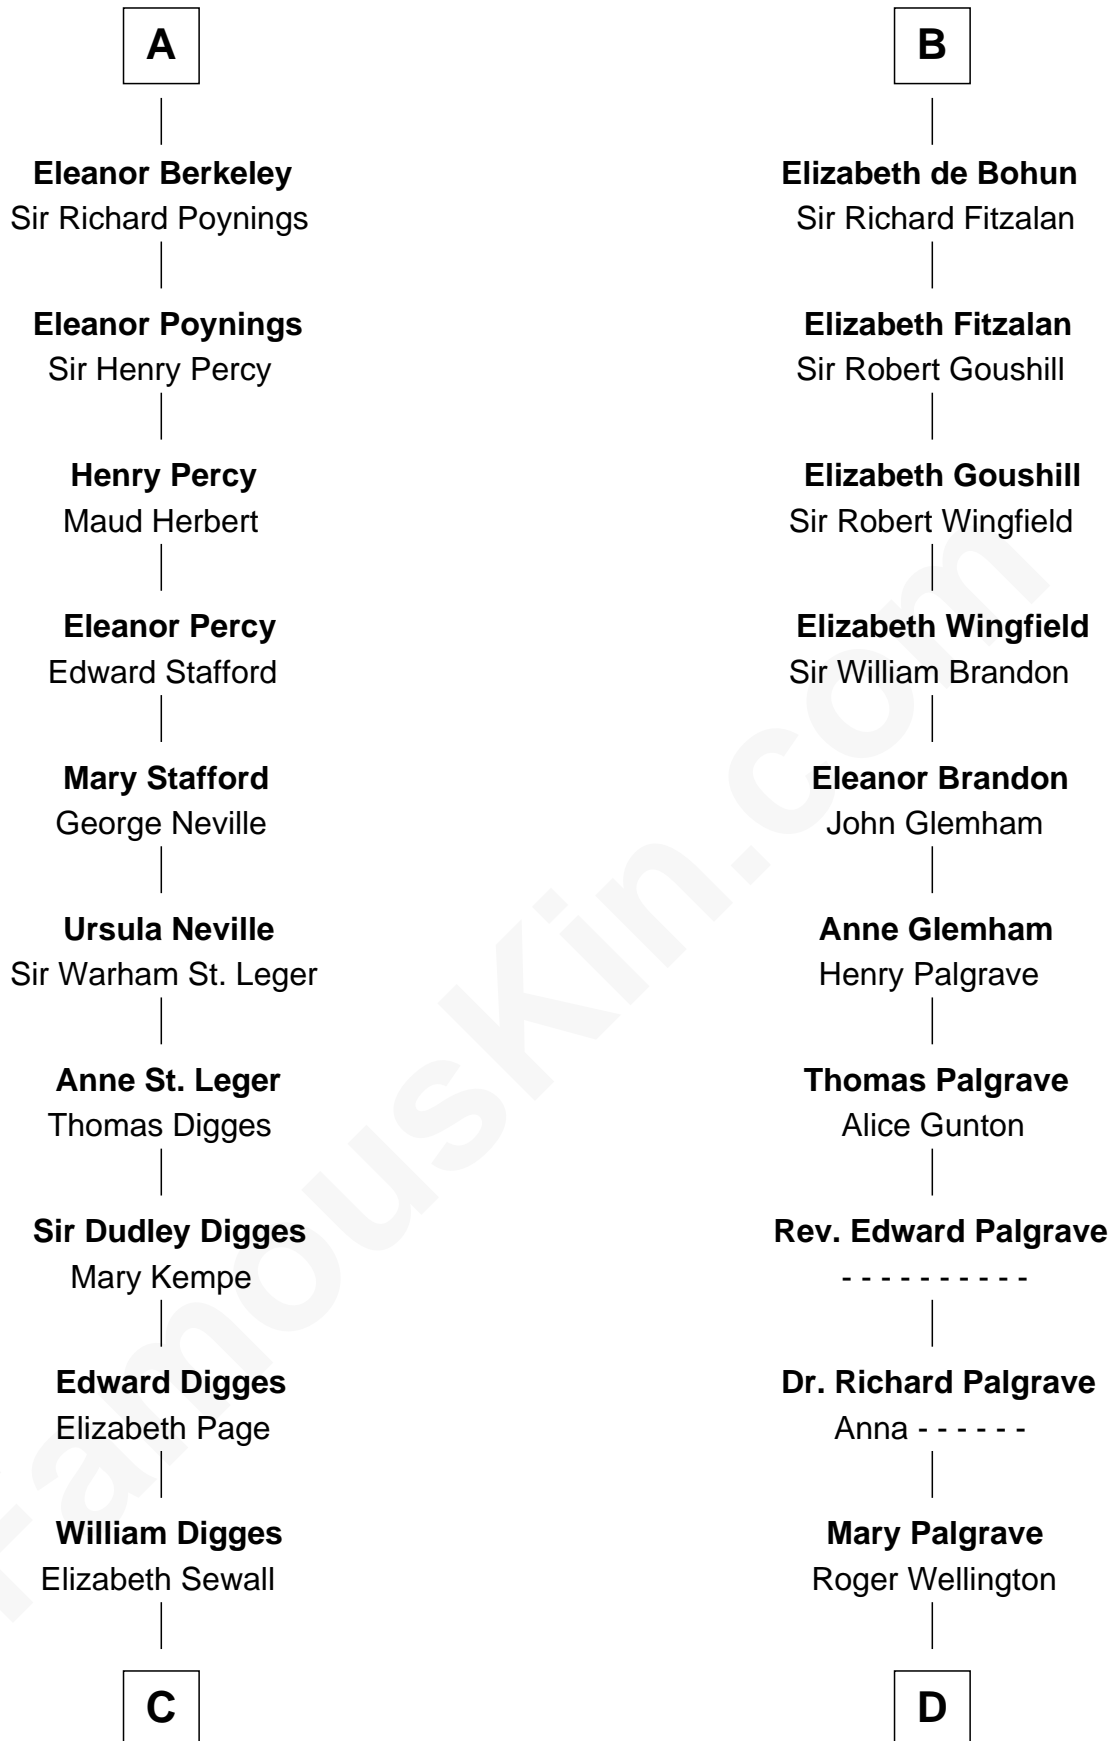 A
Eleanor Berkeley
Sir Richard Poynings
Eleanor Poynings
Sir Henry Percy
Henry Percy
Maud Herbert
Eleanor Percy
Edward Stafford
Mary Stafford
George Neville
Ursula Neville
Sir Warham St. Leger
Anne St. Leger
Thomas Digges
Sir Dudley Digges
Mary Kempe
Edward Digges
Elizabeth Page
William Digges
Elizabeth Sewall
C
B
Elizabeth de Bohun
Sir Richard Fitzalan
Elizabeth Fitzalan
Sir Robert Goushill
Elizabeth Goushill
Sir Robert Wingfield
Elizabeth Wingfield
Sir William Brandon
Eleanor Brandon
John Glemham
Anne Glemham
Henry Palgrave
Thomas Palgrave
Alice Gunton
Rev. Edward Palgrave
- - - - - - - - - -
Dr. Richard Palgrave
Anna - - - - - -
Mary Palgrave
Roger Wellington
D
FamousKin.com